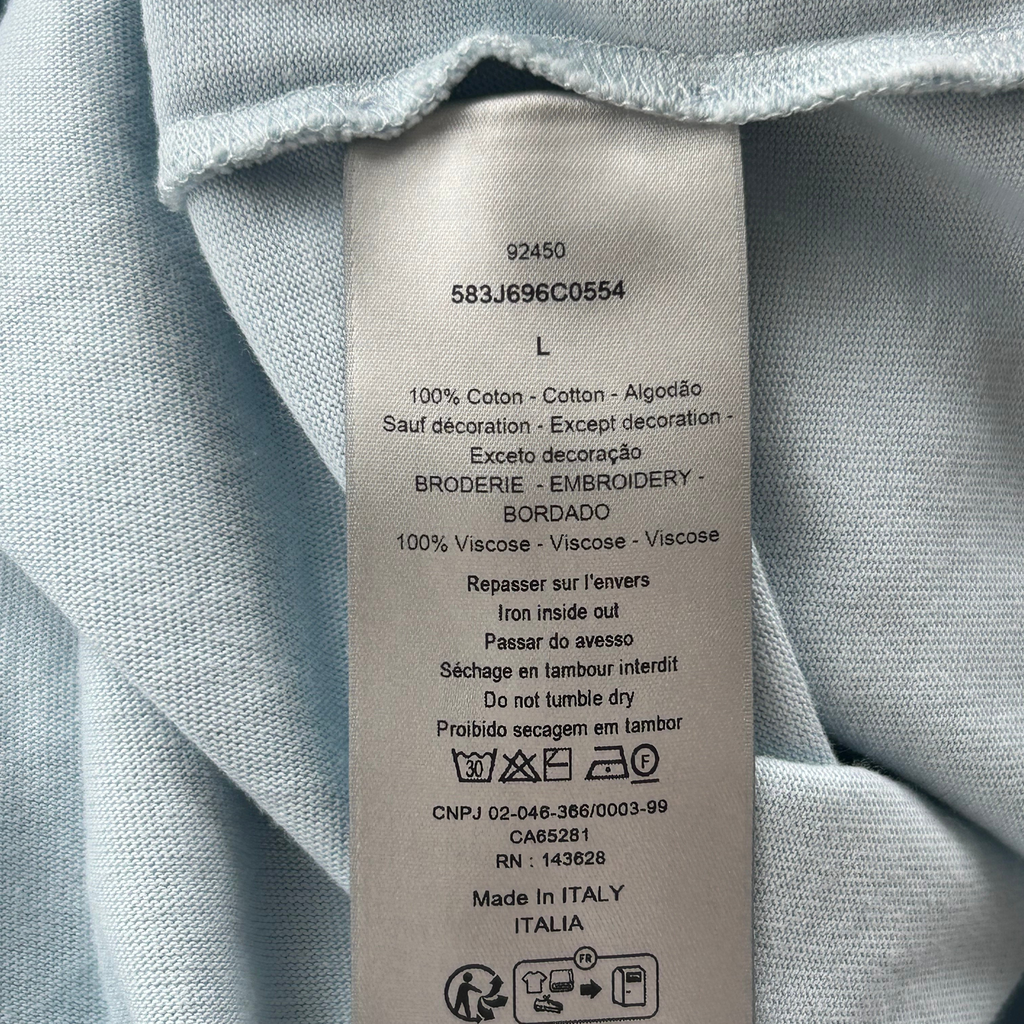 92450
583J696C0554
L
100% Coton - Cotton - Algodão
Sauf décoration - Except decoration -
Exceto decoração
BRODERIE - EMBROIDERY -
BORDADO
100% Viscose - Viscose - Viscose
Repasser sur l'envers
Iron inside out
Passar do avesso
Séchage en tambour interdit
Do not tumble dry
Proibido secagem em tambor
30 F
CNPJ 02-046-366/0003-99
CA65281
RN : 143628
Made In ITALY
ITALIA
FR